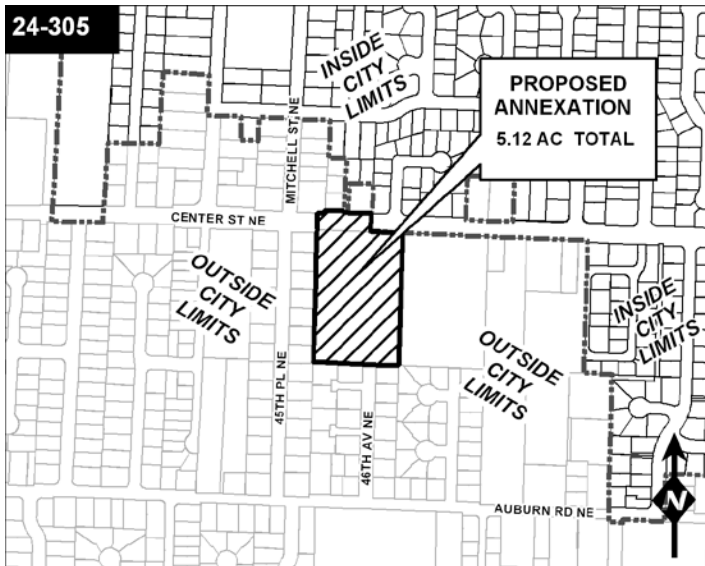 24-305
INSIDE
CITY
LIMITS
PROPOSED
ANNEXATION
5.12 AC TOTAL
MITCHELL ST NE
CENTER ST NE
OUTSIDE
CITY
LIMITS
INSIDE
CITY
LIMITS
OUTSIDE
CITY
LIMITS
45TH PL NE
46TH AV NE
AUBURN RD NE
N